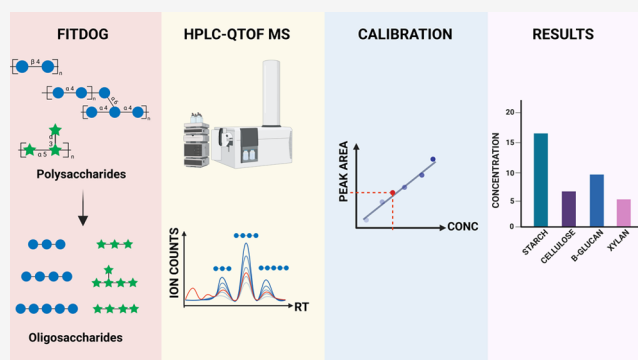 FITDOG
HPLC-QTOF MS
CALIBRATION
RESULTS
β 4
n
α 4
n
α 6
α 4
α 4
n
α
3
α 5
n
Polysaccharides
Oligosaccharides
ION COUNTS
RT
PEAK AREA
CONC
CONCENTRATION
20
15
10
5
0
STARCH
CELLULOSE
B-GLUCAN
XYLAN